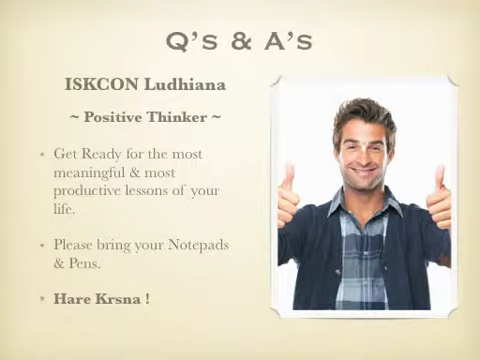 Q's & A's
ISKCON Ludhiana
~ Positive Thinker ~
• Get Ready for the most
meaningful & most
productive lessons of your
life.
• Please bring your Notepads
& Pens.
• Hare Krsna !